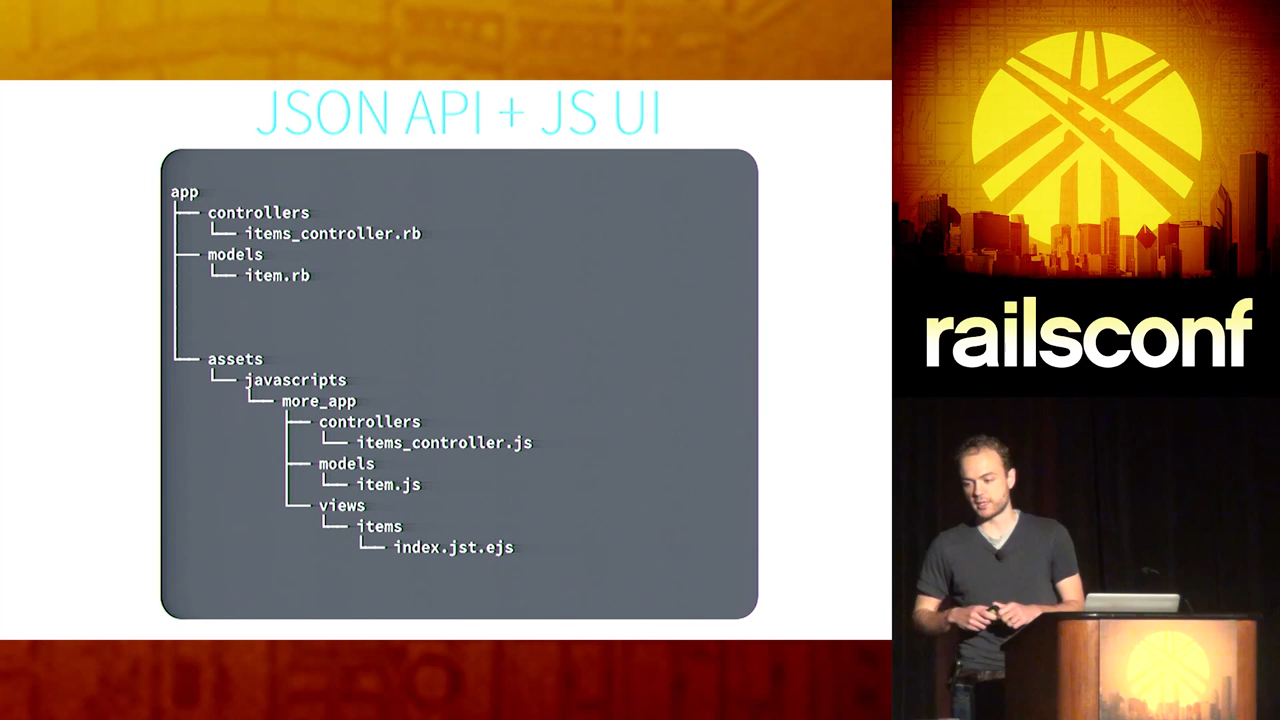 JSON API + JS UI
app
controllers
items_controller.rb
models
item.rb
assets
javascripts
more_app
controllers
items_controller.js
models
item.js
views
items
index.jst.ejs
railsconf